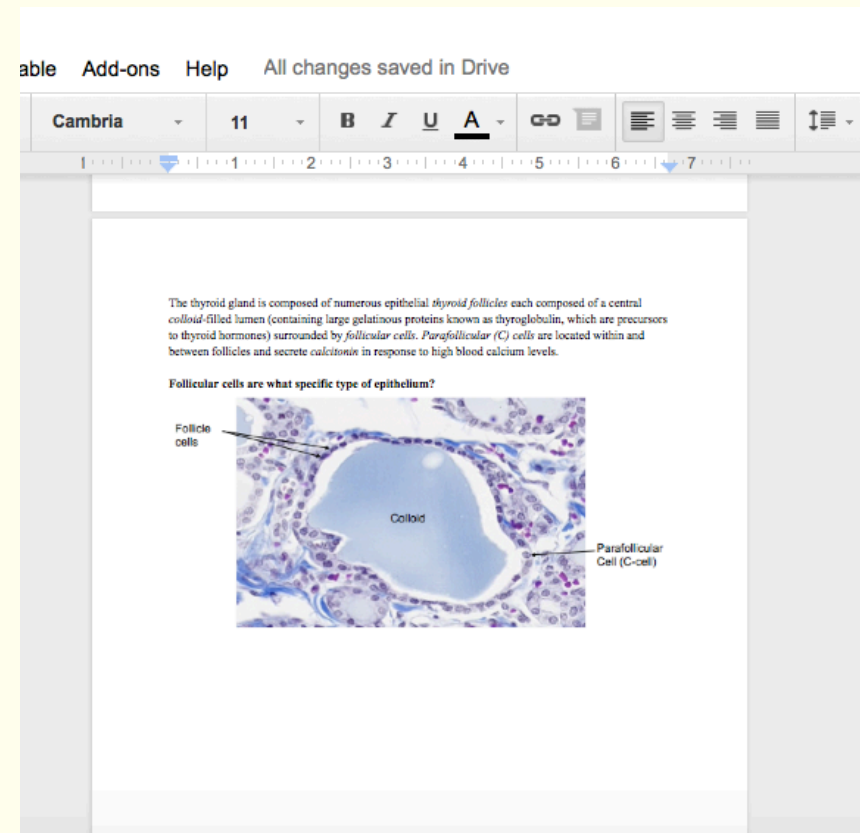 able Add-ons Help All changes saved in Drive
Cambria 11 B I U A
1 1 2 3 4 5 6 7
The thyroid gland is composed of numerous epithelial thyroid follicles each composed of a central
colloid-filled lumen (containing large gelatinous proteins known as thyroglobulin, which are precursors
to thyroid hormones) surrounded by follicular cells. Parafollicular (C) cells are located within and
between follicles and secrete calcitonin in response to high blood calcium levels.
Follicular cells are what specific type of epithelium?
Follicle
cells
Colloid
Parafollicular
Cell (C-cell)